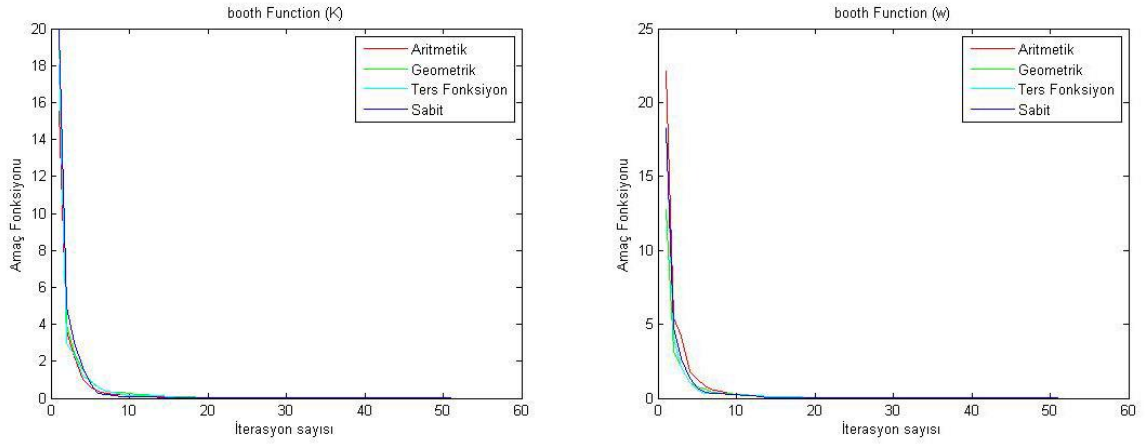 booth Function (K)
20
18
16
14
12
10
8
6
4
2
0
Amaç Fonksiyonu
Aritmetik
Geometrik
Ters Fonksiyon
Sabit
0 10 20 30 40 50 60
İterasyon sayısı
booth Function (w)
25
20
15
10
5
0
Amaç Fonksiyonu
Aritmetik
Geometrik
Ters Fonksiyon
Sabit
0 10 20 30 40 50 60
İterasyon sayısı